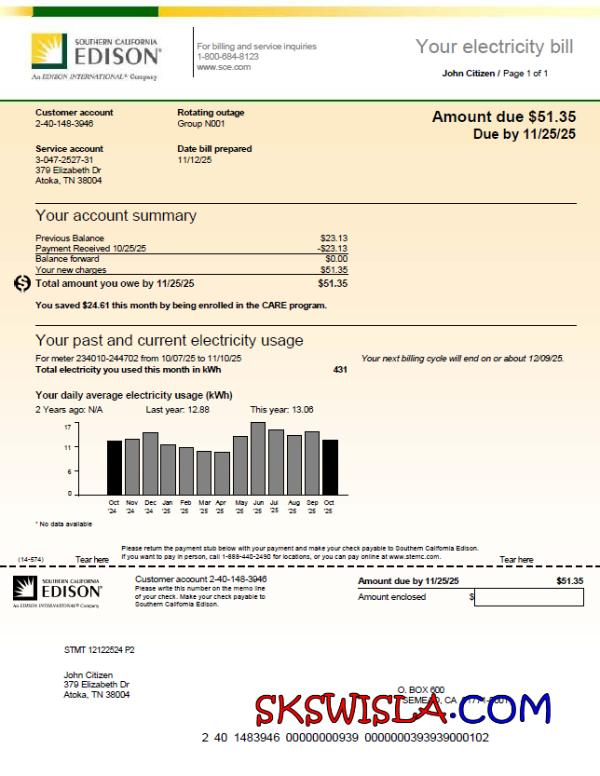 SOUTHERN CALIFORNIA
EDISON®
An EDISON INTERNATIONAL® Company
For billing and service inquiries
1-800-684-8123
www.sce.com
Your electricity bill
John Citizen / Page 1 of 1
Customer account
2-40-148-3946
Rotating outage
Group N001
Amount due $51.35
Due by 11/25/25
Service account
3-047-2527-31
379 Elizabeth Dr
Atoka, TN 38004
Date bill prepared
11/12/25
Your account summary
Previous Balance $23.13
Payment Received 10/25/25 -$23.13
Balance forward $0.00
Your new charges $51.35
Total amount you owe by 11/25/25 $51.35
You saved $24.61 this month by being enrolled in the CARE program.
Your past and current electricity usage
For meter 234010-244702 from 10/07/25 to 11/10/25 Your next billing cycle will end on or about 12/09/25.
Total electricity you used this month in kWh 431
Your daily average electricity usage (kWh)
2 Years ago: N/A Last year: 12.88 This year: 13.06
17
11
6
0
Oct Nov Dec Jan Feb Mar Apr May Jun Jul Aug Sep Oct
'24 '24 '24 '25 '25 '25 '25 '25 '25 '25 '25 '25 '25
* No data available
Please return the payment stub below with your payment and make your check payable to Southern California Edison.
(14-574) Tear here If you want to pay in person, call 1-888-440-2490 for locations, or you can pay online at www.stemc.com. Tear here
SOUTHERN CALIFORNIA
EDISON®
An EDISON INTERNATIONAL® Company
Customer account 2-40-148-3946
Please write this number on the memo line
of your check. Make your check payable to
Southern California Edison.
Amount due by 11/25/25 $51.35
Amount enclosed $
STMT 12122524 P2
John Citizen
379 Elizabeth Dr
Atoka, TN 38004
O. BOX 600
CA
SKSWISLA.COM
2 40 1483946 00000000939 0000000393939000102